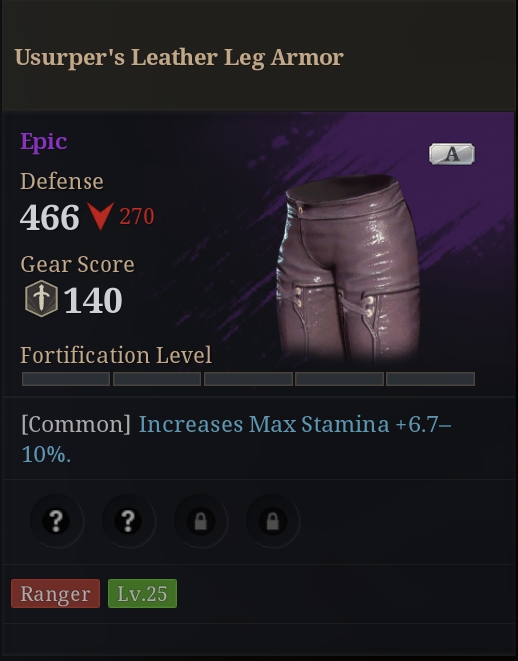 Usurper's Leather Leg Armor
Epic
A
Defense
466 270
Gear Score
140
Fortification Level
[Common] Increases Max Stamina +6.7–
10%.
? ?
Ranger Lv.25